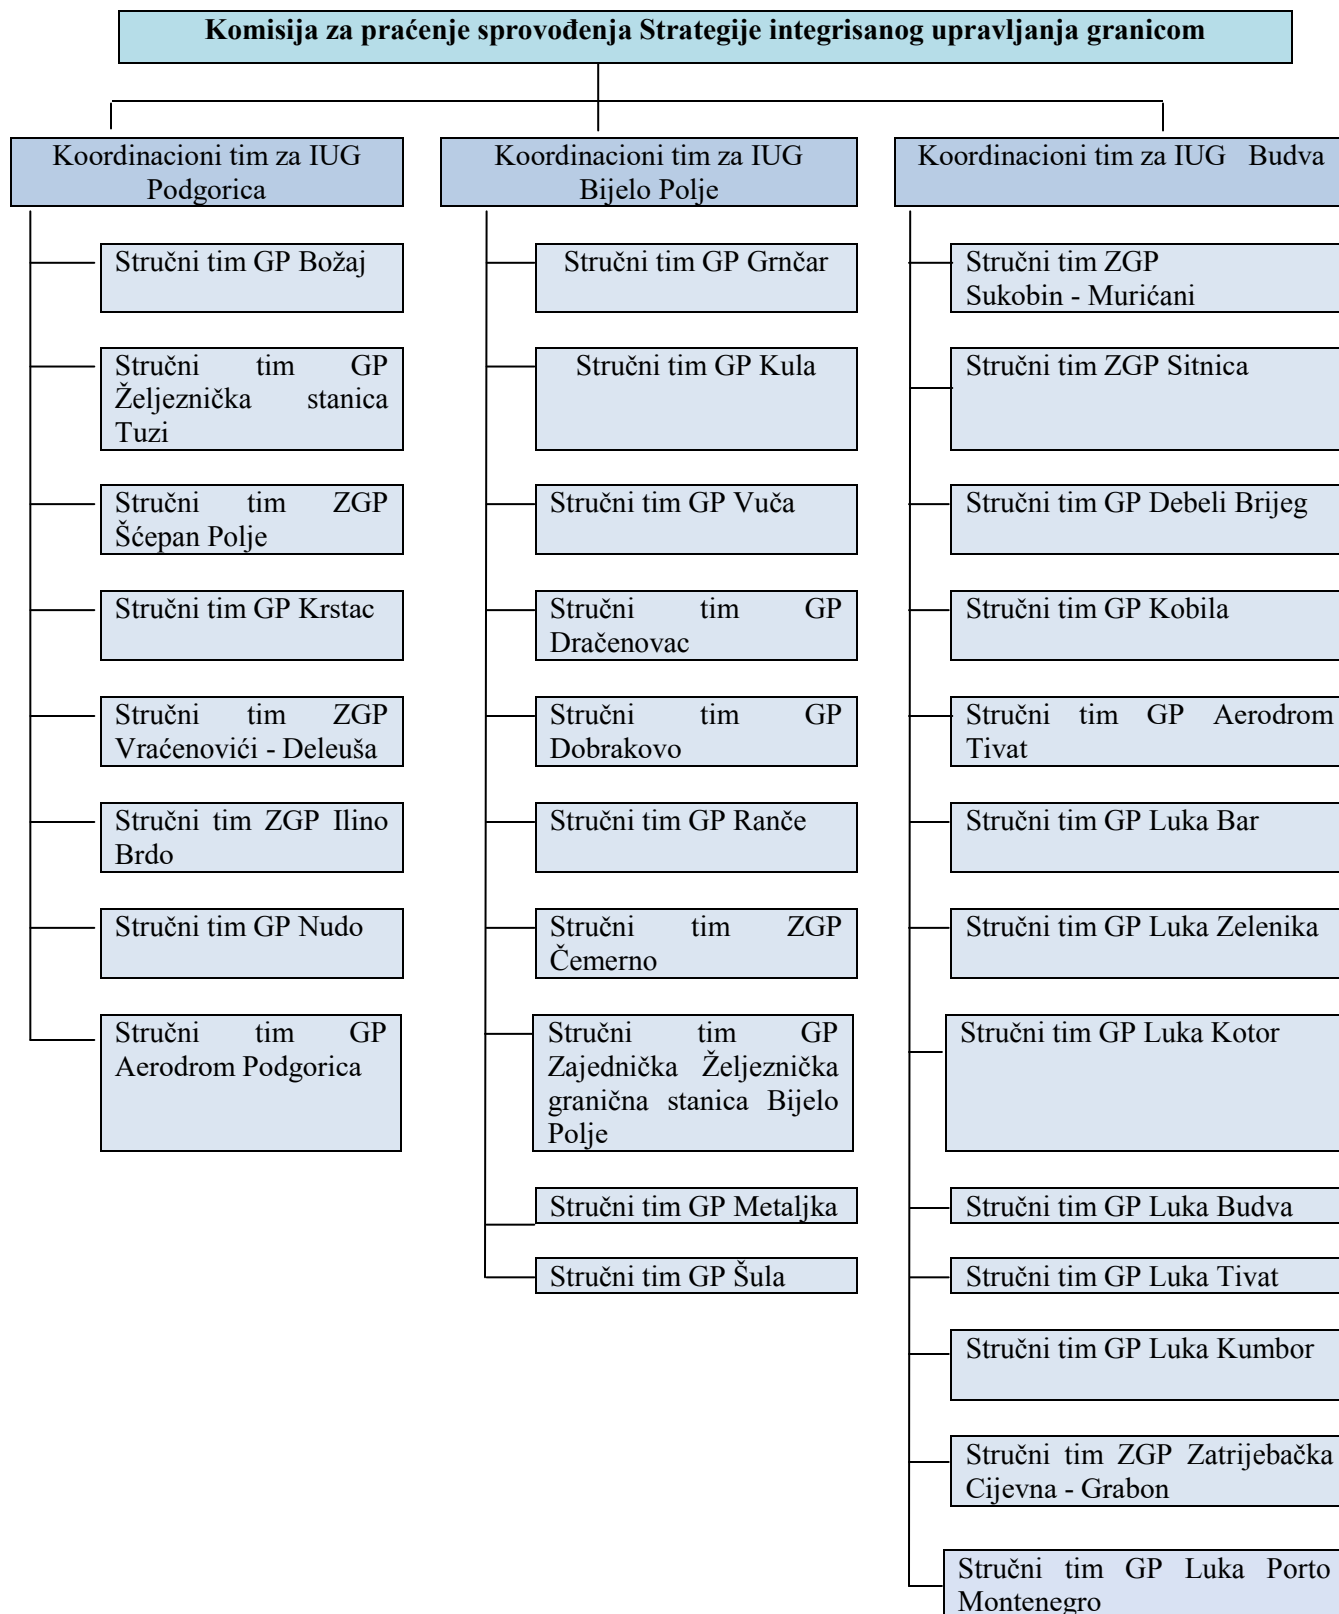 Komisija za praćenje sprovođenja Strategije integrisanog upravljanja granicom
Koordinacioni tim za IUG
Podgorica
Stručni tim GP Božaj
Stručni tim GP
Željeznička stanica
Tuzi
Stručni tim ZGP
Šćepan Polje
Stručni tim GP Krstac
Stručni tim ZGP
Vraćenovići - Deleuša
Stručni tim ZGP Ilino
Brdo
Stručni tim GP Nudo
Stručni tim GP
Aerodrom Podgorica
Koordinacioni tim za IUG
Bijelo Polje
Stručni tim GP Grnčar
Stručni tim GP Kula
Stručni tim GP Vuča
Stručni tim GP
Dračenovac
Stručni tim GP
Dobrakovo
Stručni tim GP Ranče
Stručni tim ZGP
Čemerno
Stručni tim GP
Zajednička Željeznička
granična stanica Bijelo
Polje
Stručni tim GP Metaljka
Stručni tim GP Šula
Koordinacioni tim za IUG Budva
Stručni tim ZGP
Sukobin - Murićani
Stručni tim ZGP Sitnica
Stručni tim GP Debeli Brijeg
Stručni tim GP Kobila
Stručni tim GP Aerodrom
Tivat
Stručni tim GP Luka Bar
Stručni tim GP Luka Zelenika
Stručni tim GP Luka Kotor
Stručni tim GP Luka Budva
Stručni tim GP Luka Tivat
Stručni tim GP Luka Kumbor
Stručni tim ZGP Zatrijebačka
Cijevna - Grabon
Stručni tim GP Luka Porto
Montenegro